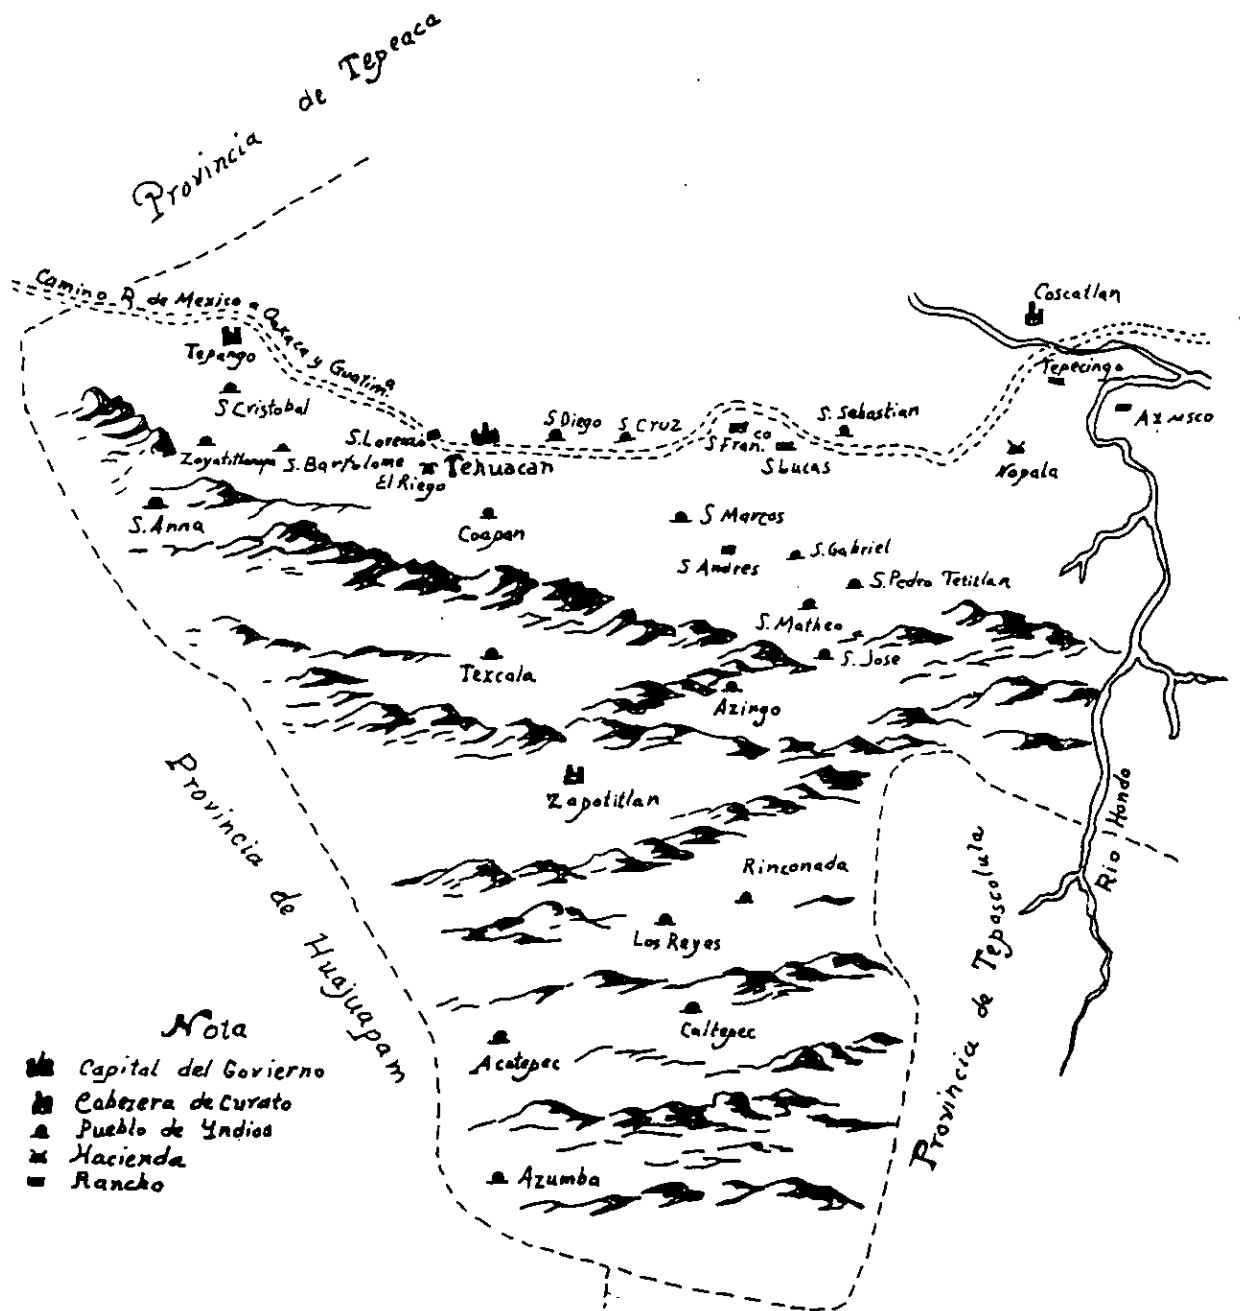 Provincia de Tepeaca
Camino R. de Mexico a Oaxaca y Guatima
Coscatlan
Tepango
Tepecingo
S Cristobal
Axusco
S Diego
S Cruz
S. Sebastian
S. Lorenzo
S Fran.co
S Lucas
S. Bartolome
Tehuacan
El Riego
Nopala
S. Anna
Coapan
S Marcos
S Andres
S. Gabriel
S. Pedro Tetitlan
S. Matheo
S. Jose
Texcala
Azingo
Zapotitlan
Provincia de Huajuapam
Rio Hondo
Rinconada
Los Reyes
Provincia de Teposcolula
Caltepec
Acatepec
Azumba
Nota
Capital del Govierno
Cabezera de Curato
Pueblo de Yndios
Hacienda
Rancho